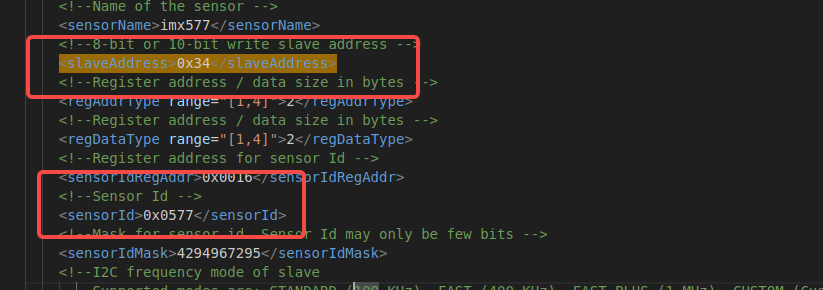 <!--Name of the sensor -->
<sensorName>imx577</sensorName>
<!--8-bit or 10-bit write slave address -->
<slaveAddress>0x34</slaveAddress>
<!--Register address / data size in bytes -->
<regAddrType range="[1,4]">2</regAddrType>
<!--Register address / data size in bytes -->
<regDataType range="[1,4]">2</regDataType>
<!--Register address for sensor Id -->
<sensorIdRegAddr>0x0016</sensorIdRegAddr>
<!--Sensor Id -->
<sensorId>0x0577</sensorId>
<!--Mask for sensor id. Sensor Id may only be few bits -->
<sensorIdMask>4294967295</sensorIdMask>
<!--I2C frequency mode of slave
Supported modes are: STANDARD (100 KHz), FAST (400 KHz), FAST_PLUS (1 MHz), CUSTOM (Cus